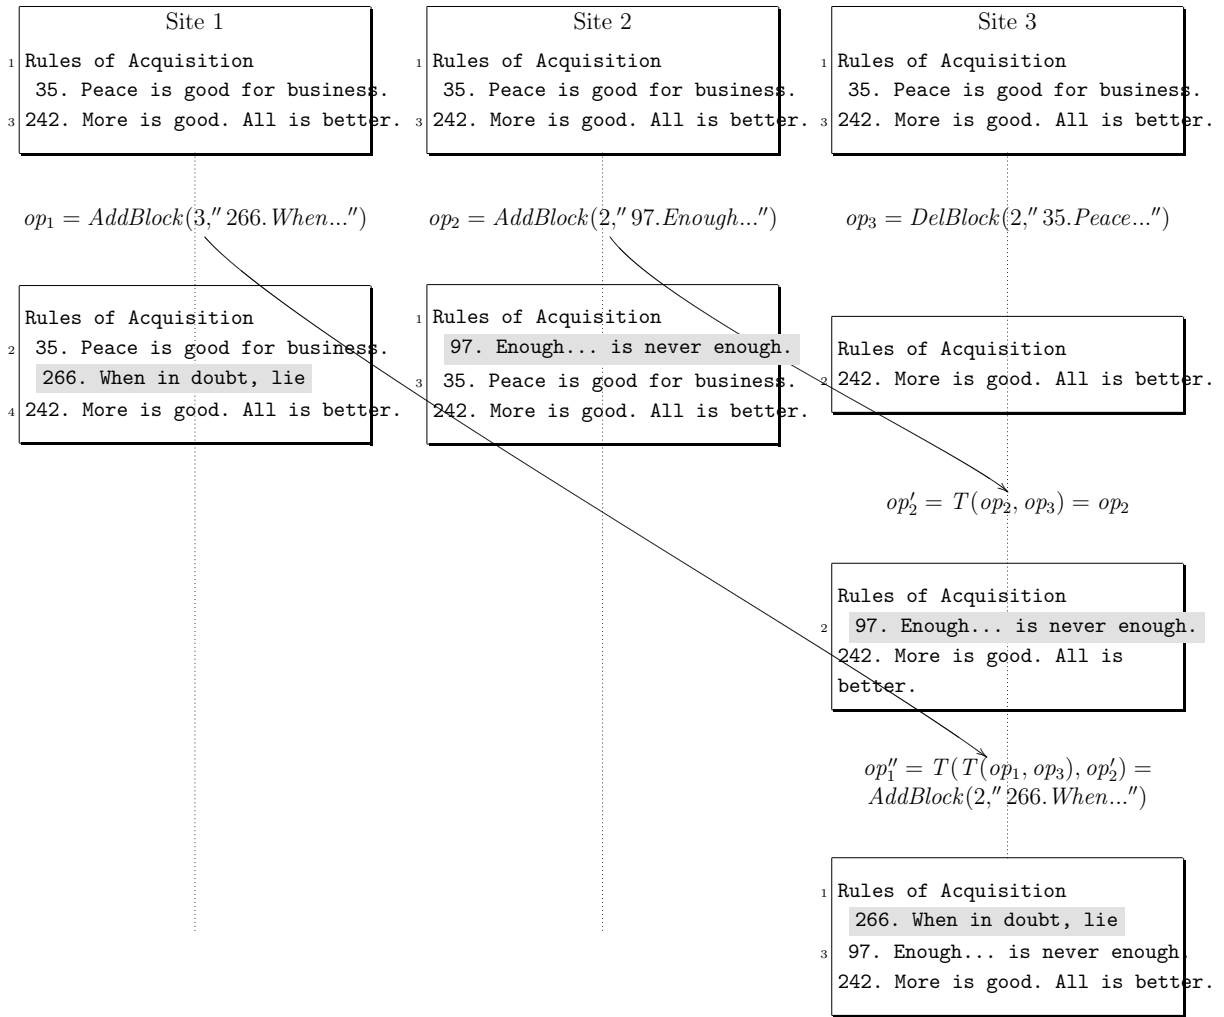 Site 1
1 Rules of Acquisition
35. Peace is good for business.
3 242. More is good. All is better.
op₁ = AddBlock(3,″ 266.When...″)
Rules of Acquisition
2 35. Peace is good for business.
266. When in doubt, lie
4 242. More is good. All is better.
Site 2
1 Rules of Acquisition
35. Peace is good for business.
3 242. More is good. All is better.
op₂ = AddBlock(2,″ 97.Enough...″)
1 Rules of Acquisition
97. Enough... is never enough.
3 35. Peace is good for business.
242. More is good. All is better.
Site 3
1 Rules of Acquisition
35. Peace is good for business.
3 242. More is good. All is better.
op₃ = DelBlock(2,″ 35.Peace...″)
Rules of Acquisition
2 242. More is good. All is better.
op′₂ = T(op₂, op₃) = op₂
Rules of Acquisition
2 97. Enough... is never enough.
242. More is good. All is
better.
op″₁ = T(T(op₁, op₃), op′₂) =
AddBlock(2,″ 266.When...″)
1 Rules of Acquisition
266. When in doubt, lie
3 97. Enough... is never enough.
242. More is good. All is better.